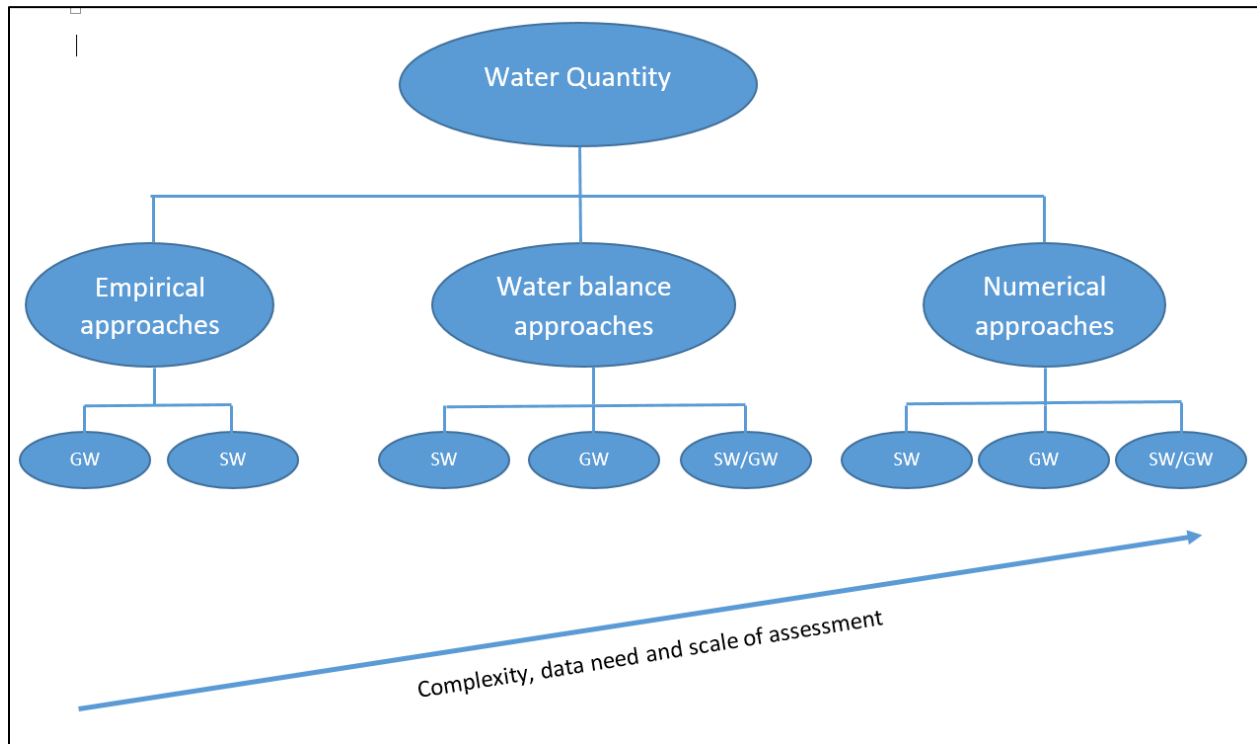 Water Quantity
Empirical
approaches
Water balance
approaches
Numerical
approaches
GW
SW
SW
GW
SW/GW
SW
GW
SW/GW
Complexity, data need and scale of assessment